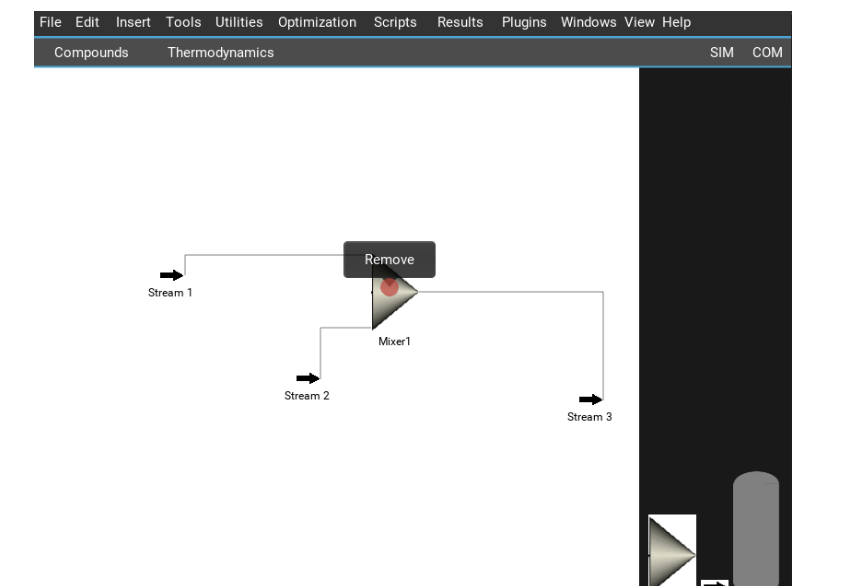 File Edit Insert Tools Utilities Optimization Scripts Results Plugins Windows View Help
Compounds Thermodynamics SIM COM
Remove
Stream 1
Mixer1
Stream 2
Stream 3